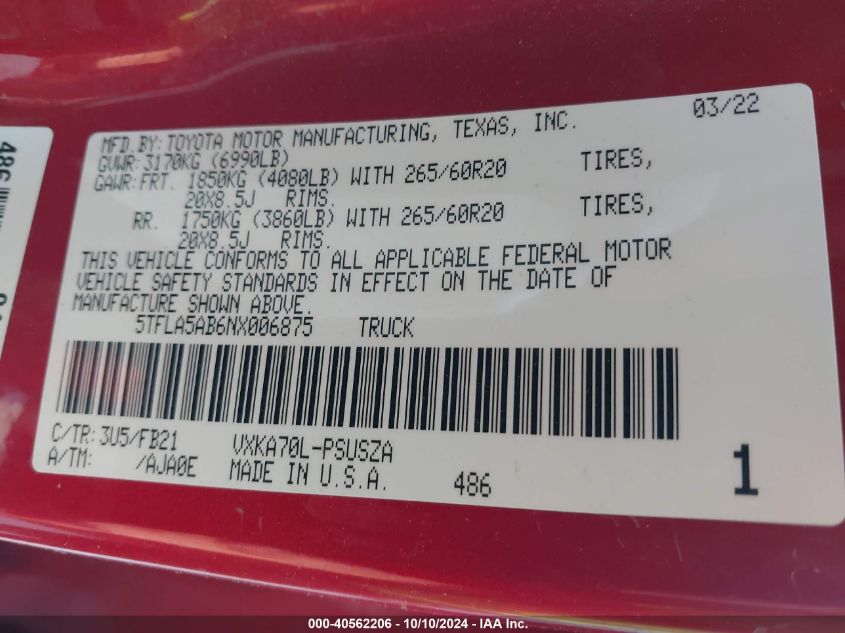 MFD.BY: TOYOTA MOTOR MANUFACTURING, TEXAS, INC. 03/22
GVWR: 3170KG (6990LB)
GAWR: FRT. 1850KG (4080LB) WITH 265/60R20 TIRES,
20X8.5J RIMS.
RR. 1750KG (3860LB) WITH 265/60R20 TIRES,
20X8.5J RIMS.
THIS VEHICLE CONFORMS TO ALL APPLICABLE FEDERAL MOTOR
VEHICLE SAFETY STANDARDS IN EFFECT ON THE DATE OF
MANUFACTURE SHOWN ABOVE.
5TFLA5AB6NX006875 TRUCK
C/TR: 3U5/FB21 VXKA70L-PSUSZA
A/TM: /AJA0E MADE IN U.S.A. 486 1
486
000-40562206 - 10/10/2024 - IAA Inc.